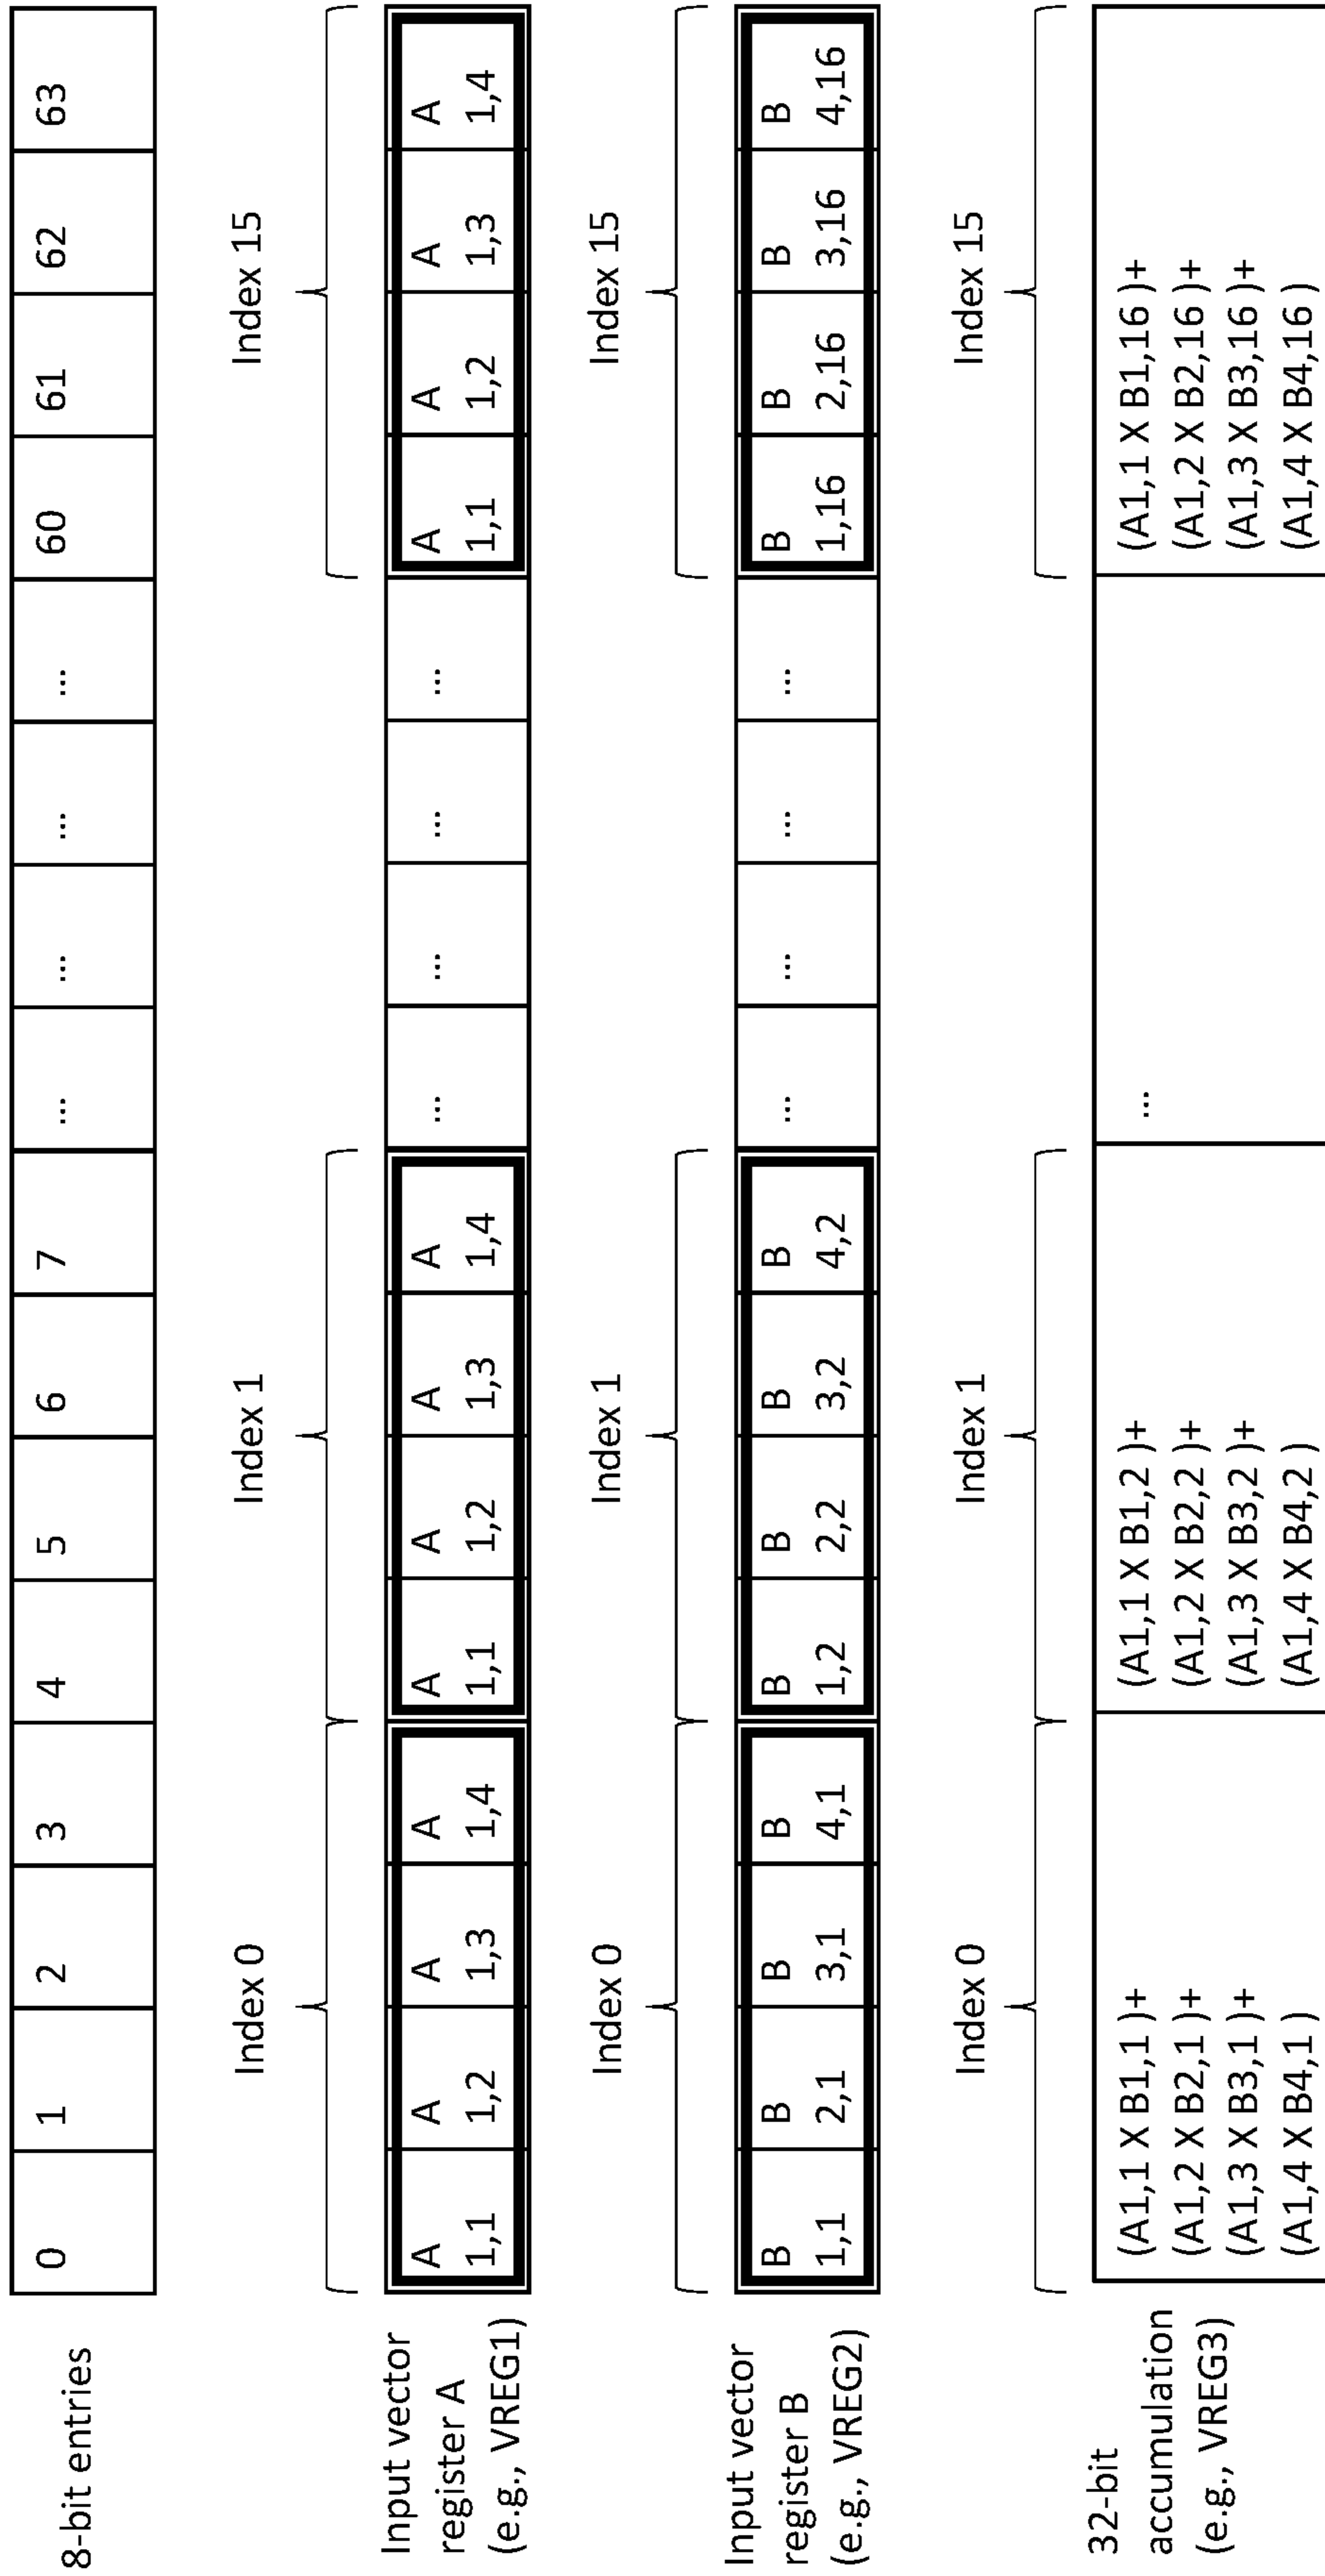 8-bit entries
0 1 2 3 4 5 6 7 ... ... ... ... 60 61 62 63
Index 0 Index 1 Index 15
Input vector
register A
(e.g., VREG1)
A A A A A A A A ... ... ... ... A A A A
1,1 1,2 1,3 1,4 1,1 1,2 1,3 1,4 1,1 1,2 1,3 1,4
Index 0 Index 1 Index 15
Input vector
register B
(e.g., VREG2)
B B B B B B B B ... ... ... ... B B B B
1,1 2,1 3,1 4,1 1,2 2,2 3,2 4,2 1,16 2,16 3,16 4,16
Index 0 Index 1 Index 15
32-bit
accumulation
(e.g., VREG3)
(A1,1 X B1,1 )+
(A1,2 X B2,1 )+
(A1,3 X B3,1 )+
(A1,4 X B4,1)
(A1,1 X B1,2 )+
(A1,2 X B2,2 )+
(A1,3 X B3,2 )+
(A1,4 X B4,2 )
...
(A1,1 X B1,16 )+
(A1,2 X B2,16 )+
(A1,3 X B3,16 )+
(A1,4 X B4,16 )